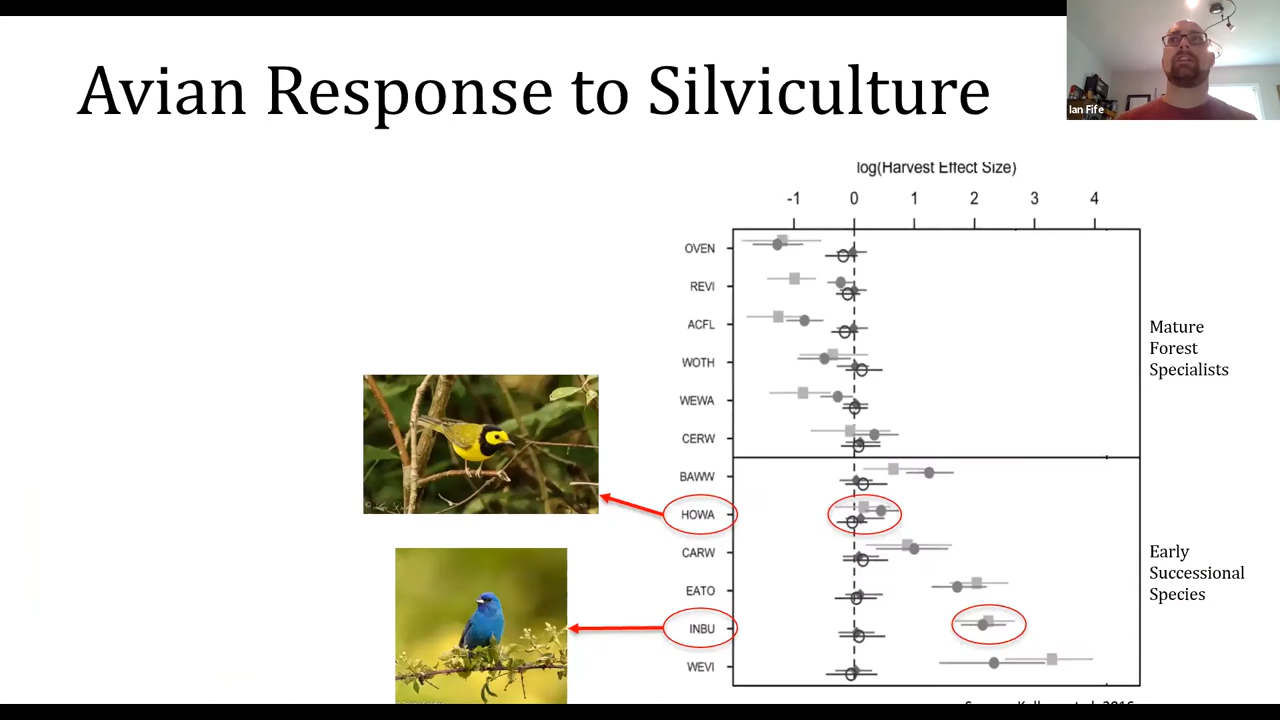 Avian Response to Silviculture
Ian Fife
log(Harvest Effect Size)
-1 0 1 2 3 4
OVEN
REVI
ACFL
WOTH
WEWA
CERW
BAWW
HOWA
CARW
EATO
INBU
WEVI
Mature
Forest
Specialists
Early
Successional
Species